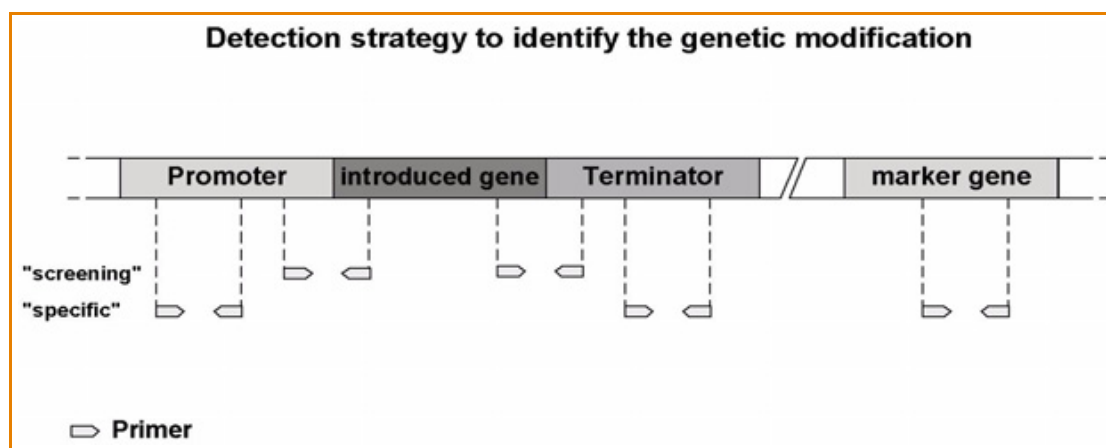 Detection strategy to identify the genetic modification
Promoter introduced gene Terminator marker gene
"screening"
"specific"
Primer